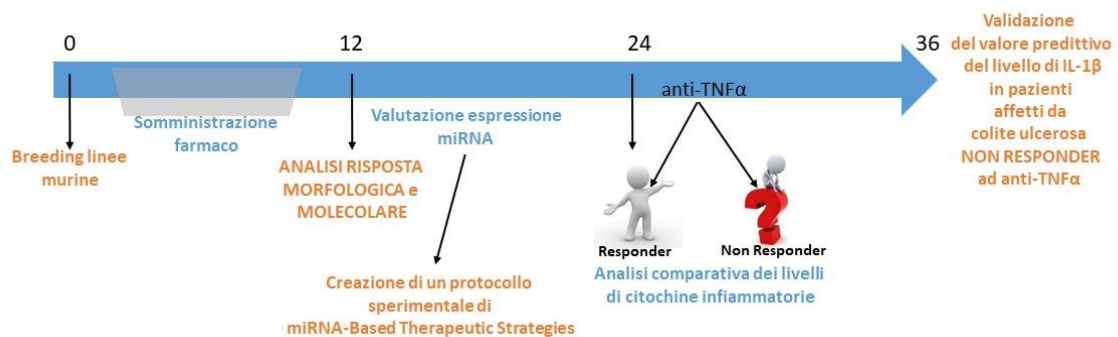 0
12
24
36
Breeding linee
murine
Somministrazione
farmaco
ANALISI RISPOSTA
MORFOLOGICA e
MOLECOLARE
Valutazione espressione
miRNA
Creazione di un protocollo
sperimentale di
miRNA-Based Therapeutic Strategies
anti-TNFα
Responder
Non Responder
Analisi comparativa dei livelli
di citochine infiammatorie
Validazione
del valore predittivo
del livello di IL-1β
in pazienti
affetti da
colite ulcerosa
NON RESPONDER
ad anti-TNFα